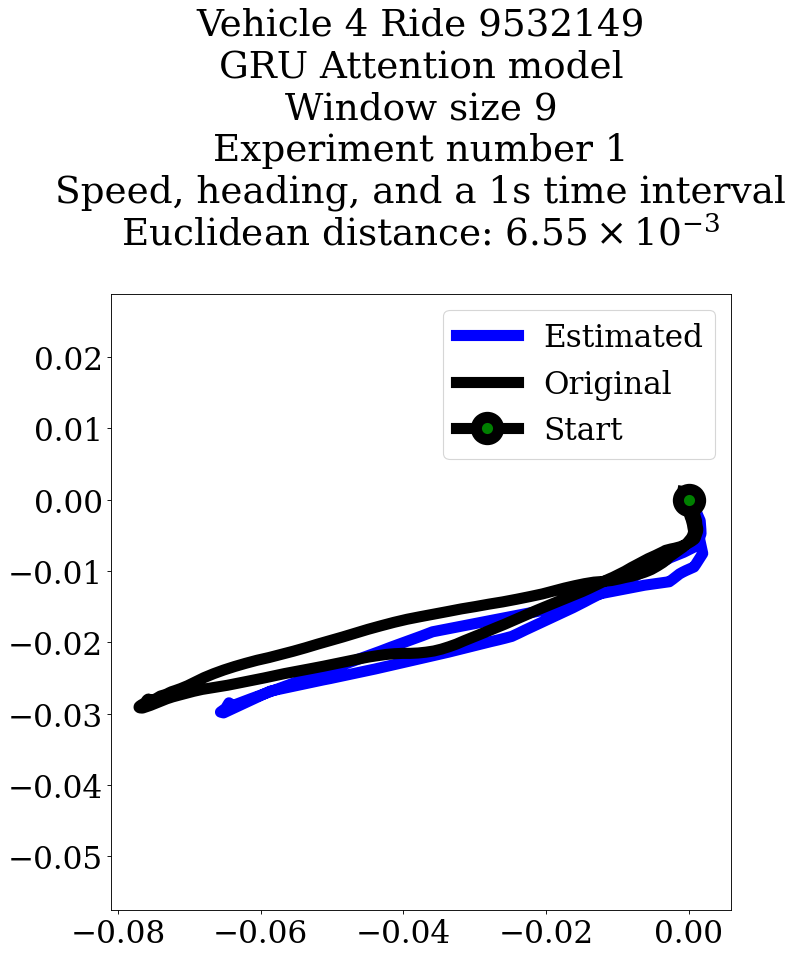 Vehicle 4 Ride 9532149
GRU Attention model
Window size 9
Experiment number 1
Speed, heading, and a 1s time interval
Euclidean distance: 6.55 × 10⁻³
Estimated
Original
Start
0.02
0.01
0.00
−0.01
−0.02
−0.03
−0.04
−0.05
−0.08 −0.06 −0.04 −0.02 0.00